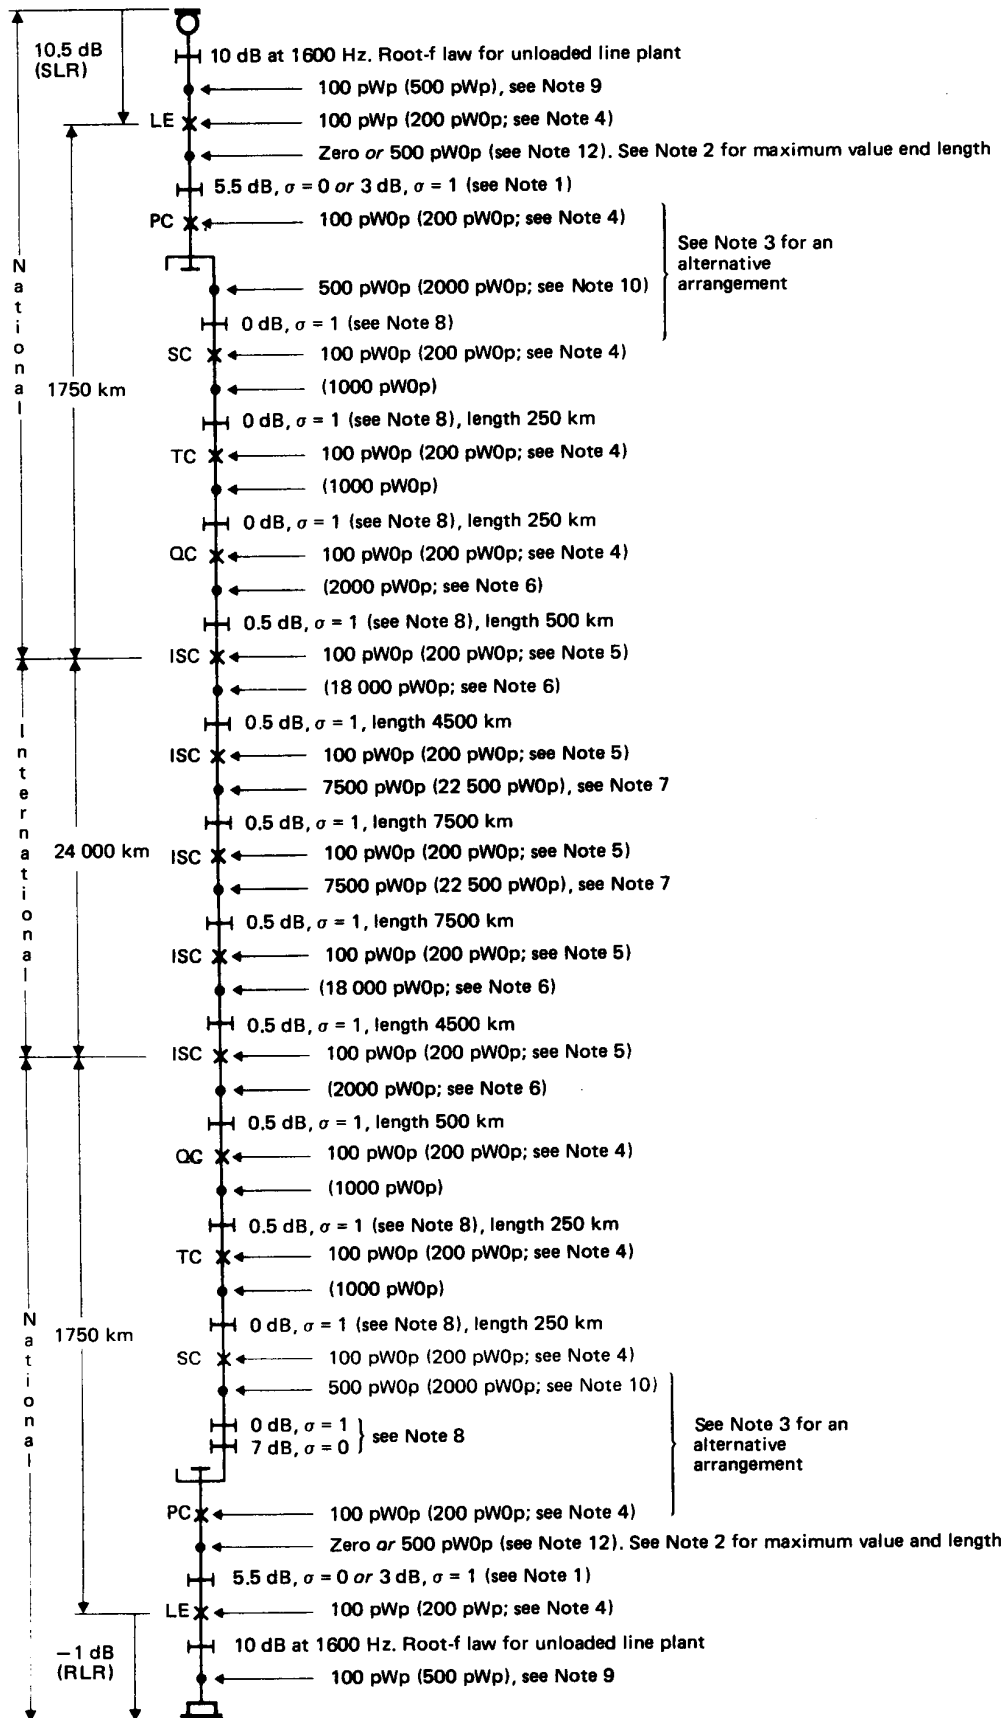 10.5 dB
(SLR)
10 dB at 1600 Hz. Root-f law for unloaded line plant
100 pWp (500 pWp), see Note 9
LE
100 pWp (200 pW0p; see Note 4)
Zero or 500 pW0p (see Note 12). See Note 2 for maximum value end length
5.5 dB, σ = 0 or 3 dB, σ = 1 (see Note 1)
PC
100 pW0p (200 pW0p; see Note 4)
See Note 3 for an
alternative
arrangement
500 pW0p (2000 pW0p; see Note 10)
0 dB, σ = 1 (see Note 8)
SC
100 pW0p (200 pW0p; see Note 4)
National
1750 km
(1000 pW0p)
0 dB, σ = 1 (see Note 8), length 250 km
TC
100 pW0p (200 pW0p; see Note 4)
(1000 pW0p)
0 dB, σ = 1 (see Note 8), length 250 km
QC
100 pW0p (200 pW0p; see Note 4)
(2000 pW0p; see Note 6)
0.5 dB, σ = 1 (see Note 8), length 500 km
ISC
100 pW0p (200 pW0p; see Note 5)
(18 000 pW0p; see Note 6)
0.5 dB, σ = 1, length 4500 km
ISC
100 pW0p (200 pW0p; see Note 5)
7500 pW0p (22 500 pW0p), see Note 7
0.5 dB, σ = 1, length 7500 km
International
24 000 km
ISC
100 pW0p (200 pW0p; see Note 5)
7500 pW0p (22 500 pW0p), see Note 7
0.5 dB, σ = 1, length 7500 km
ISC
100 pW0p (200 pW0p; see Note 5)
(18 000 pW0p; see Note 6)
0.5 dB, σ = 1, length 4500 km
ISC
100 pW0p (200 pW0p; see Note 5)
(2000 pW0p; see Note 6)
0.5 dB, σ = 1, length 500 km
QC
100 pW0p (200 pW0p; see Note 4)
(1000 pW0p)
0.5 dB, σ = 1 (see Note 8), length 250 km
TC
100 pW0p (200 pW0p; see Note 4)
(1000 pW0p)
0 dB, σ = 1 (see Note 8), length 250 km
National
1750 km
SC
100 pW0p (200 pW0p; see Note 4)
500 pW0p (2000 pW0p; see Note 10)
0 dB, σ = 1
7 dB, σ = 0
see Note 8
See Note 3 for an
alternative
arrangement
PC
100 pW0p (200 pW0p; see Note 4)
Zero or 500 pW0p (see Note 12). See Note 2 for maximum value and length
5.5 dB, σ = 0 or 3 dB, σ = 1 (see Note 1)
LE
100 pWp (200 pWp; see Note 4)
−1 dB
(RLR)
10 dB at 1600 Hz. Root-f law for unloaded line plant
100 pWp (500 pWp), see Note 9